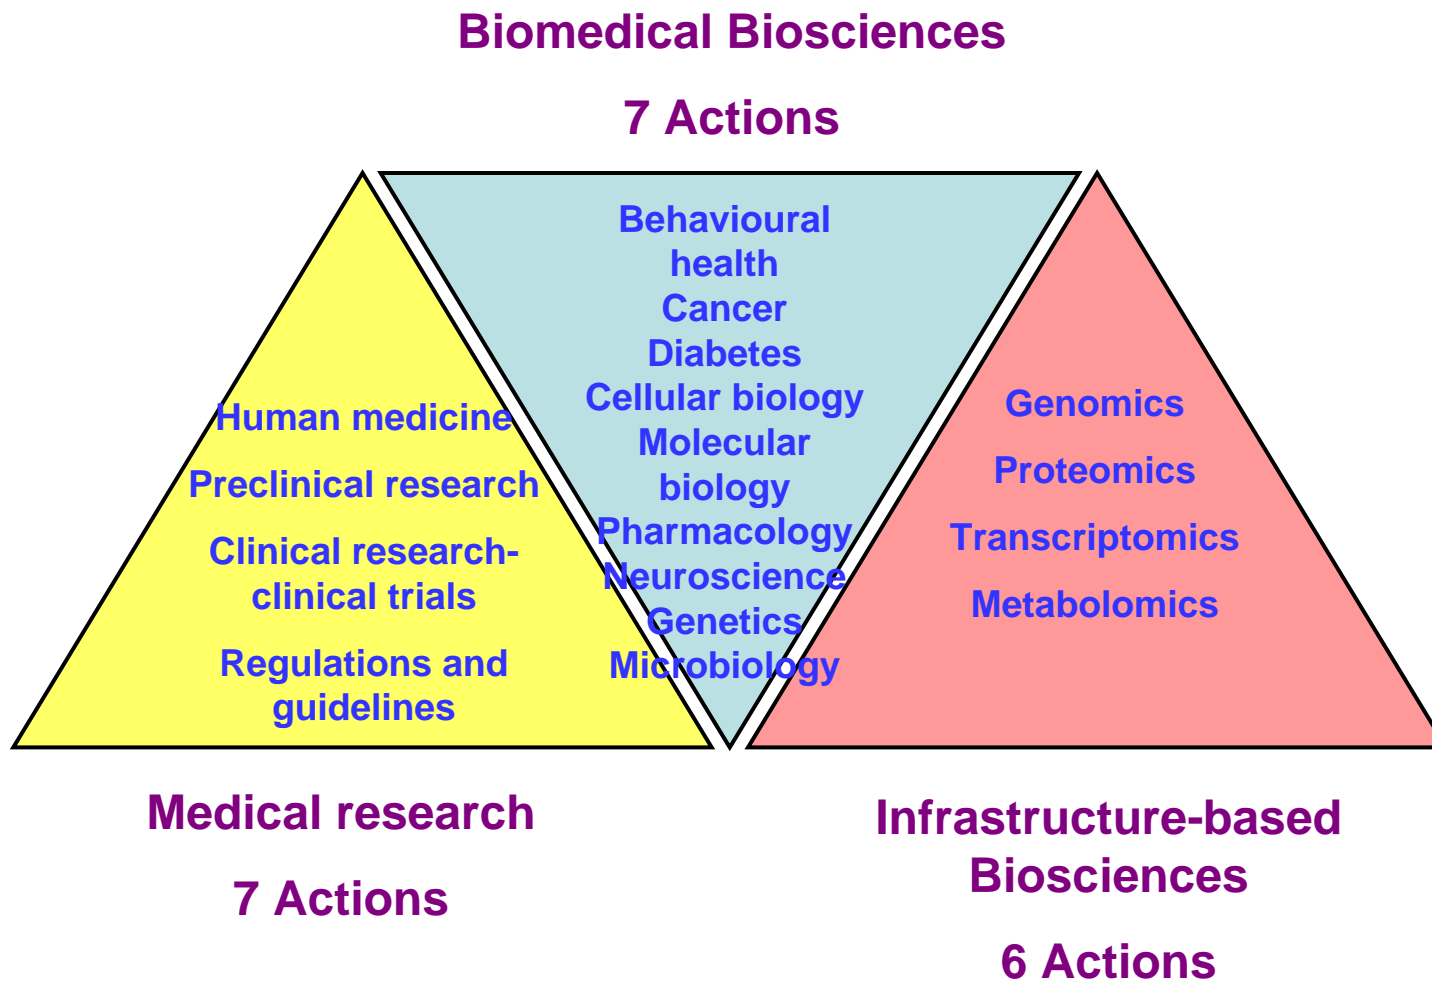 Biomedical Biosciences
7 Actions
Behavioural
health
Cancer
Diabetes
Cellular biology
Molecular
biology
Pharmacology
Neuroscience
Genetics
Microbiology
Human medicine
Preclinical research
Clinical research-
clinical trials
Regulations and
guidelines
Genomics
Proteomics
Transcriptomics
Metabolomics
Medical research
7 Actions
Infrastructure-based
Biosciences
6 Actions